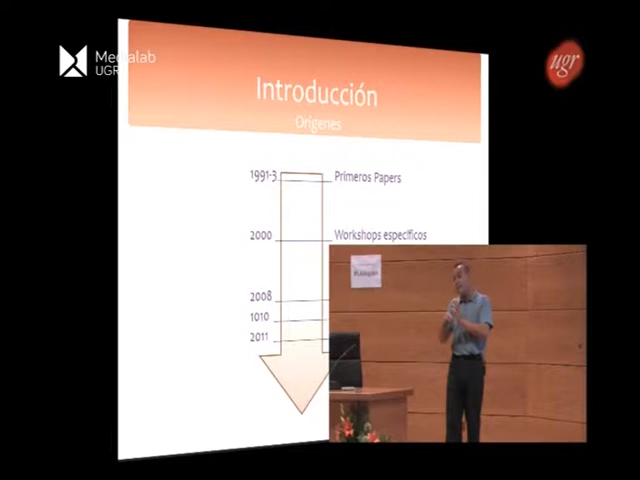 Medialab
UGR
ugr
Introducción
Orígenes
1991-3
Primeros Papers
2000
Workshops específicos
2008
1010
2011